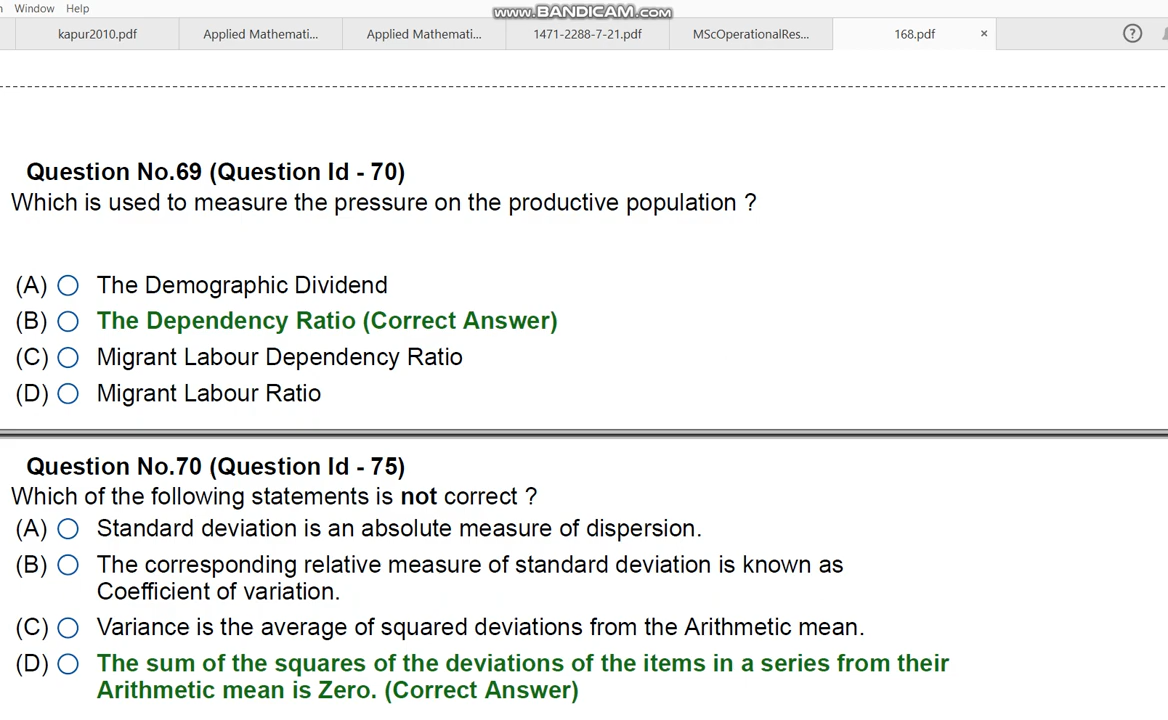 Window Help
www.BANDICAM.com
kapur2010.pdf Applied Mathemati... Applied Mathemati... 1471-2288-7-21.pdf MScOperationalRes... 168.pdf × ?
Question No.69 (Question Id - 70)
Which is used to measure the pressure on the productive population ?
(A) The Demographic Dividend
(B) The Dependency Ratio (Correct Answer)
(C) Migrant Labour Dependency Ratio
(D) Migrant Labour Ratio
Question No.70 (Question Id - 75)
Which of the following statements is not correct ?
(A) Standard deviation is an absolute measure of dispersion.
(B) The corresponding relative measure of standard deviation is known as
Coefficient of variation.
(C) Variance is the average of squared deviations from the Arithmetic mean.
(D) The sum of the squares of the deviations of the items in a series from their
Arithmetic mean is Zero. (Correct Answer)